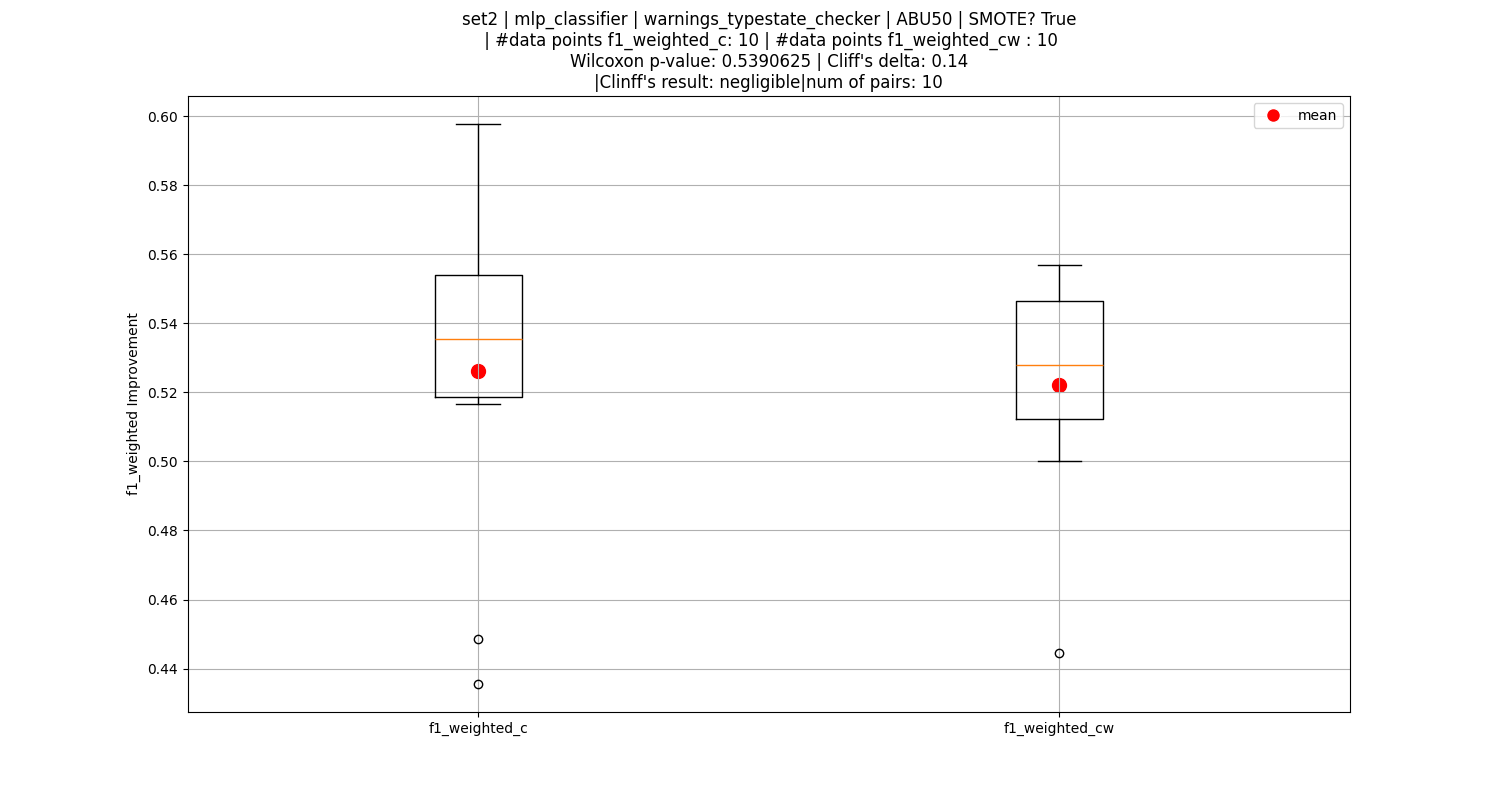 set2 | mlp_classifier | warnings_typestate_checker | ABU50 | SMOTE? True
| #data points f1_weighted_c: 10 | #data points f1_weighted_cw : 10
Wilcoxon p-value: 0.5390625 | Cliff's delta: 0.14
|Clinff's result: negligible|num of pairs: 10
mean
0.60
0.58
0.56
0.54
0.52
0.50
0.48
0.46
0.44
f1_weighted Improvement
f1_weighted_c
f1_weighted_cw